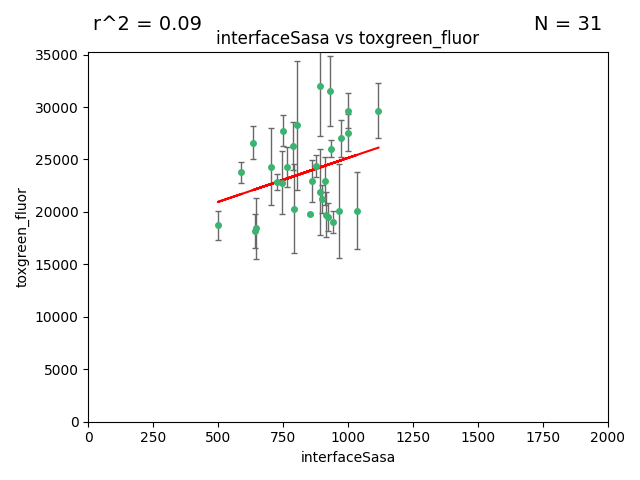 r^2 = 0.09
N = 31
interfaceSasa vs toxgreen_fluor
35000
30000
25000
20000
15000
10000
5000
0
toxgreen_fluor
0 250 500 750 1000 1250 1500 1750 2000
interfaceSasa